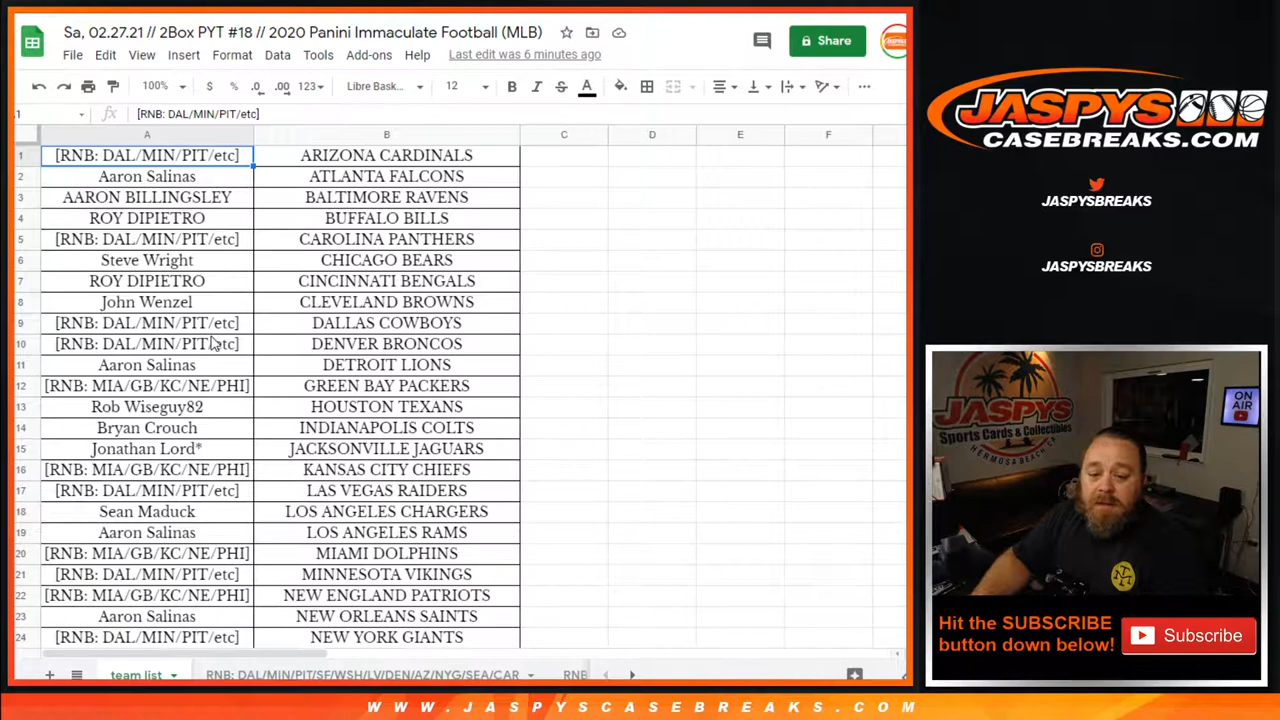 Sa, 02.27.21 // 2Box PYT #18 // 2020 Panini Immaculate Football (MLB)
File Edit View Insert Format Data Tools Add-ons Help Last edit was 6 minutes ago
Share
100% $ % .0 .00 123 Libre Bask... 12 B I S A
[RNB: DAL/MIN/PIT/etc]
A B C D E F
1 [RNB: DAL/MIN/PIT/etc] ARIZONA CARDINALS
2 Aaron Salinas ATLANTA FALCONS
3 AARON BILLINGSLEY BALTIMORE RAVENS
4 ROY DIPIETRO BUFFALO BILLS
5 [RNB: DAL/MIN/PIT/etc] CAROLINA PANTHERS
6 Steve Wright CHICAGO BEARS
7 ROY DIPIETRO CINCINNATI BENGALS
8 John Wenzel CLEVELAND BROWNS
9 [RNB: DAL/MIN/PIT/etc] DALLAS COWBOYS
10 [RNB: DAL/MIN/PIT/etc] DENVER BRONCOS
11 Aaron Salinas DETROIT LIONS
12 [RNB: MIA/GB/KC/NE/PHI] GREEN BAY PACKERS
13 Rob Wiseguy82 HOUSTON TEXANS
14 Bryan Crouch INDIANAPOLIS COLTS
15 Jonathan Lord* JACKSONVILLE JAGUARS
16 [RNB: MIA/GB/KC/NE/PHI] KANSAS CITY CHIEFS
17 [RNB: DAL/MIN/PIT/etc] LAS VEGAS RAIDERS
18 Sean Maduck LOS ANGELES CHARGERS
19 Aaron Salinas LOS ANGELES RAMS
20 [RNB: MIA/GB/KC/NE/PHI] MIAMI DOLPHINS
21 [RNB: DAL/MIN/PIT/etc] MINNESOTA VIKINGS
22 [RNB: MIA/GB/KC/NE/PHI] NEW ENGLAND PATRIOTS
23 Aaron Salinas NEW ORLEANS SAINTS
24 [RNB: DAL/MIN/PIT/etc] NEW YORK GIANTS
team list RNB: DAL/MIN/PIT/SF/WSH/LV/DEN/AZ/NYG/SEA/CAR RNB
JASPYS
CASEBREAKS.COM
JASPYSBREAKS
JASPYSBREAKS
JASPYS
Sports Cards & Collectibles
HERMOSA BEACH CA
ON AIR
Hit the SUBSCRIBE
button down below!
Subscribe
WWW.JASPYSCASEBREAKS.COM